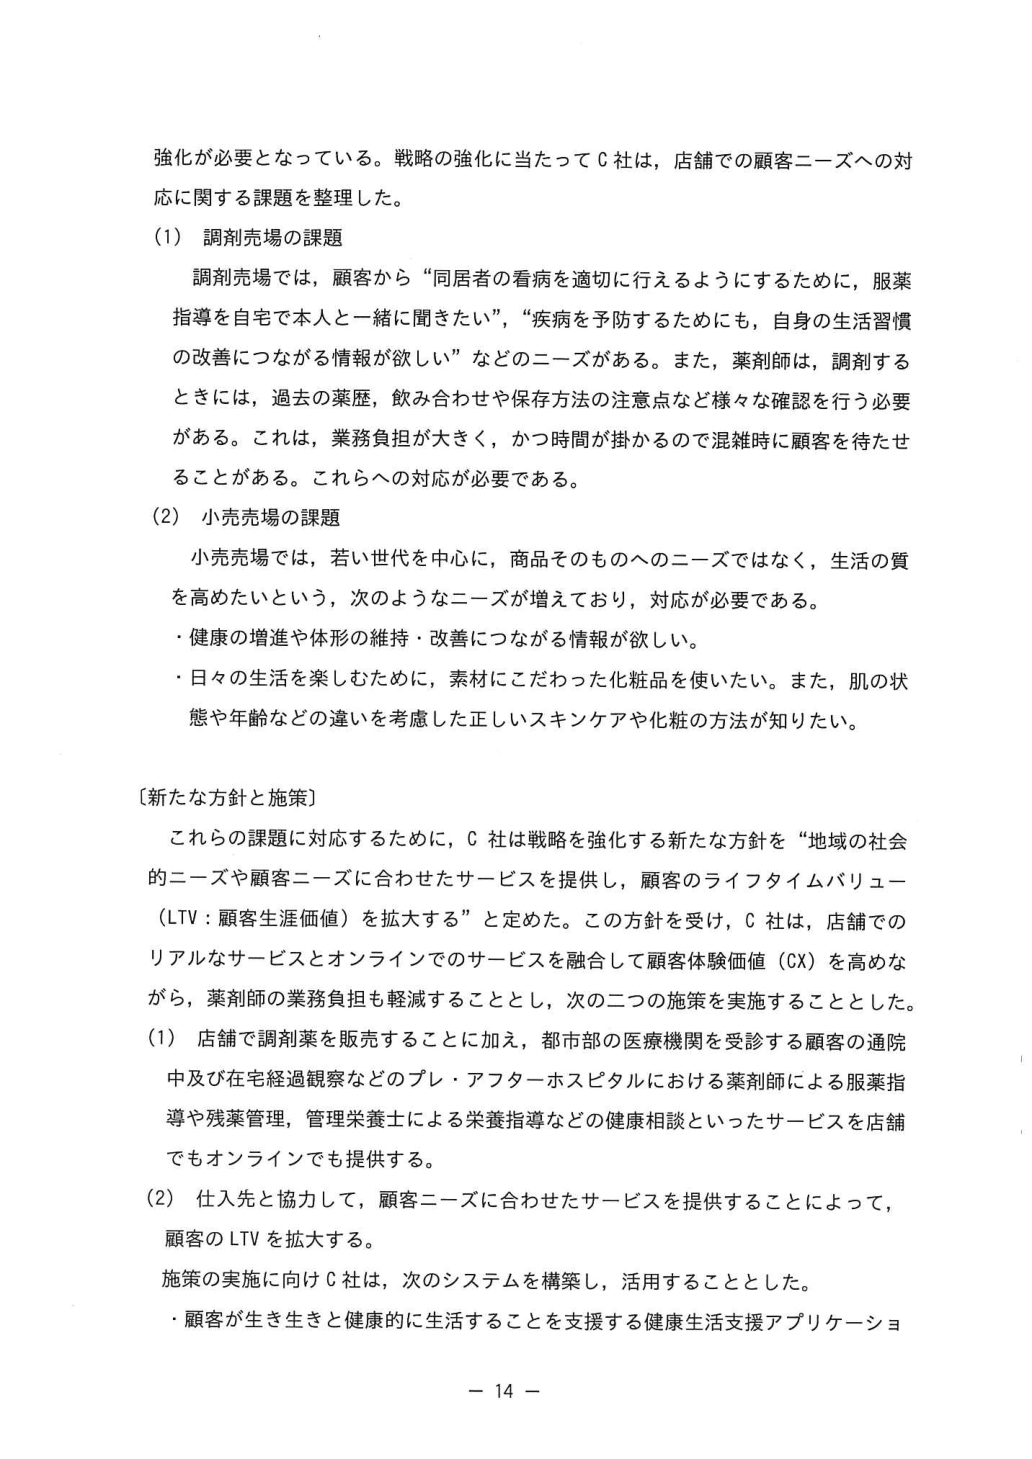 強化が必要となっている。戦略の強化に当たってC社は，店舗での顧客ニーズへの対
応に関する課題を整理した。
(1) 調剤売場の課題
調剤売場では，顧客から“同居者の看病を適切に行えるようにするために，服薬
指導を自宅で本人と一緒に聞きたい”，“疾病を予防するためにも，自身の生活習慣
の改善につながる情報が欲しい”などのニーズがある。また，薬剤師は，調剤する
ときには，過去の薬歴，飲み合わせや保存方法の注意点など様々な確認を行う必要
がある。これは，業務負担が大きく，かつ時間が掛かるので混雑時に顧客を待たせ
ることがある。これらへの対応が必要である。
(2) 小売売場の課題
小売売場では，若い世代を中心に，商品そのものへのニーズではなく，生活の質
を高めたいという，次のようなニーズが増えており，対応が必要である。
・健康の増進や体形の維持・改善につながる情報が欲しい。
・日々の生活を楽しむために，素材にこだわった化粧品を使いたい。また，肌の状
態や年齢などの違いを考慮した正しいスキンケアや化粧の方法が知りたい。
〔新たな方針と施策〕
これらの課題に対応するために，C 社は戦略を強化する新たな方針を“地域の社会
的ニーズや顧客ニーズに合わせたサービスを提供し，顧客のライフタイムバリュー
（LTV：顧客生涯価値）を拡大する”と定めた。この方針を受け，C 社は，店舗での
リアルなサービスとオンラインでのサービスを融合して顧客体験価値（CX）を高めな
がら，薬剤師の業務負担も軽減することとし，次の二つの施策を実施することとした。
(1) 店舗で調剤薬を販売することに加え，都市部の医療機関を受診する顧客の通院
中及び在宅経過観察などのプレ・アフターホスピタルにおける薬剤師による服薬指
導や残薬管理，管理栄養士による栄養指導などの健康相談といったサービスを店舗
でもオンラインでも提供する。
(2) 仕入先と協力して，顧客ニーズに合わせたサービスを提供することによって，
顧客の LTV を拡大する。
施策の実施に向けC社は，次のシステムを構築し，活用することとした。
・顧客が生き生きと健康的に生活することを支援する健康生活支援アプリケーショ
－ 14 －